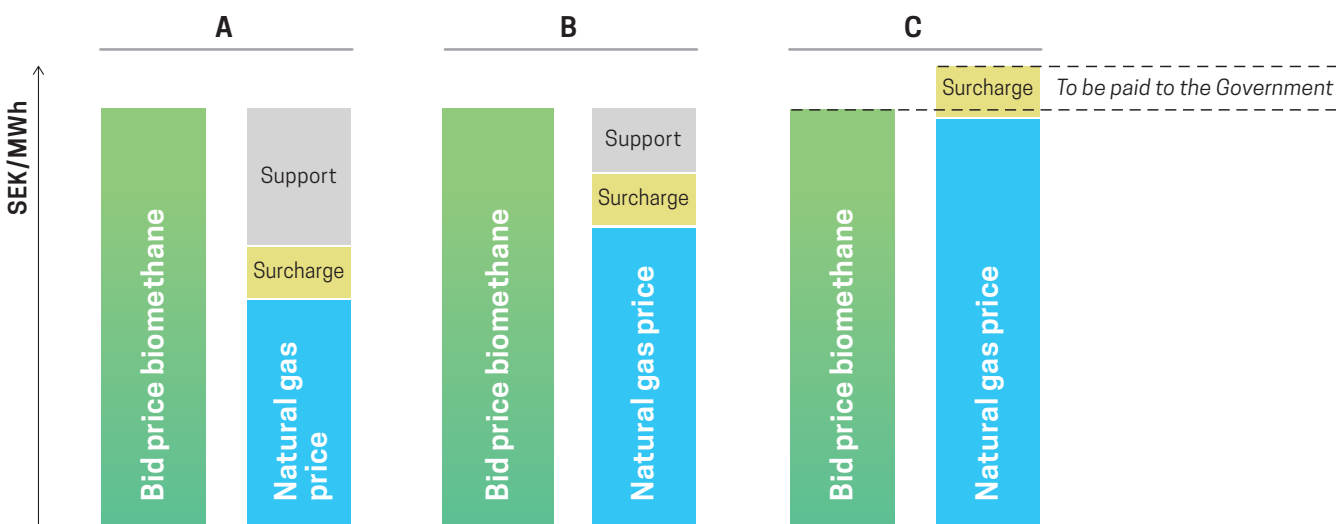 A
B
C
SEK/MWh
Bid price biomethane
Support
Surcharge
Natural gas
price
Bid price biomethane
Support
Surcharge
Natural gas price
Bid price biomethane
Surcharge
Natural gas price
To be paid to the Government